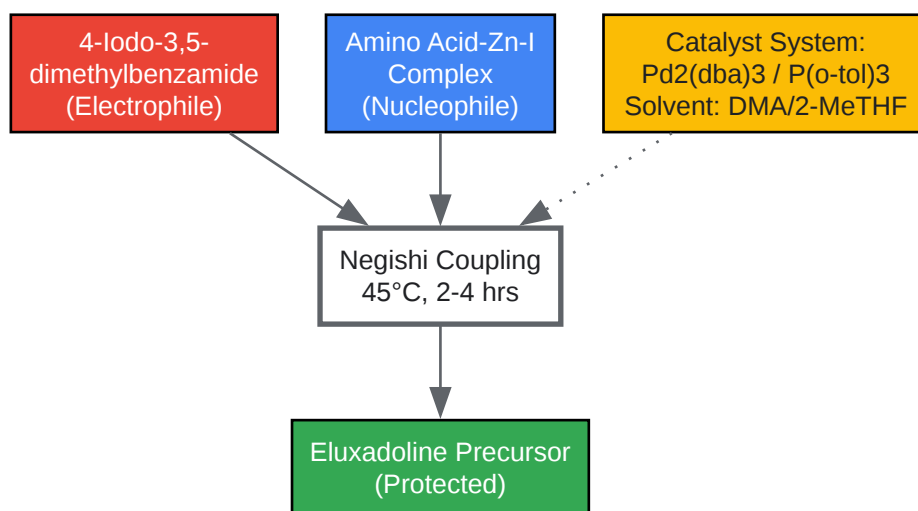 4-Iodo-3,5-
dimethylbenzamide
(Electrophile)
Amino Acid-Zn-I
Complex
(Nucleophile)
Catalyst System:
Pd2(dba)3 / P(o-tol)3
Solvent: DMA/2-MeTHF
Negishi Coupling
45°C, 2-4 hrs
Eluxadoline Precursor
(Protected)